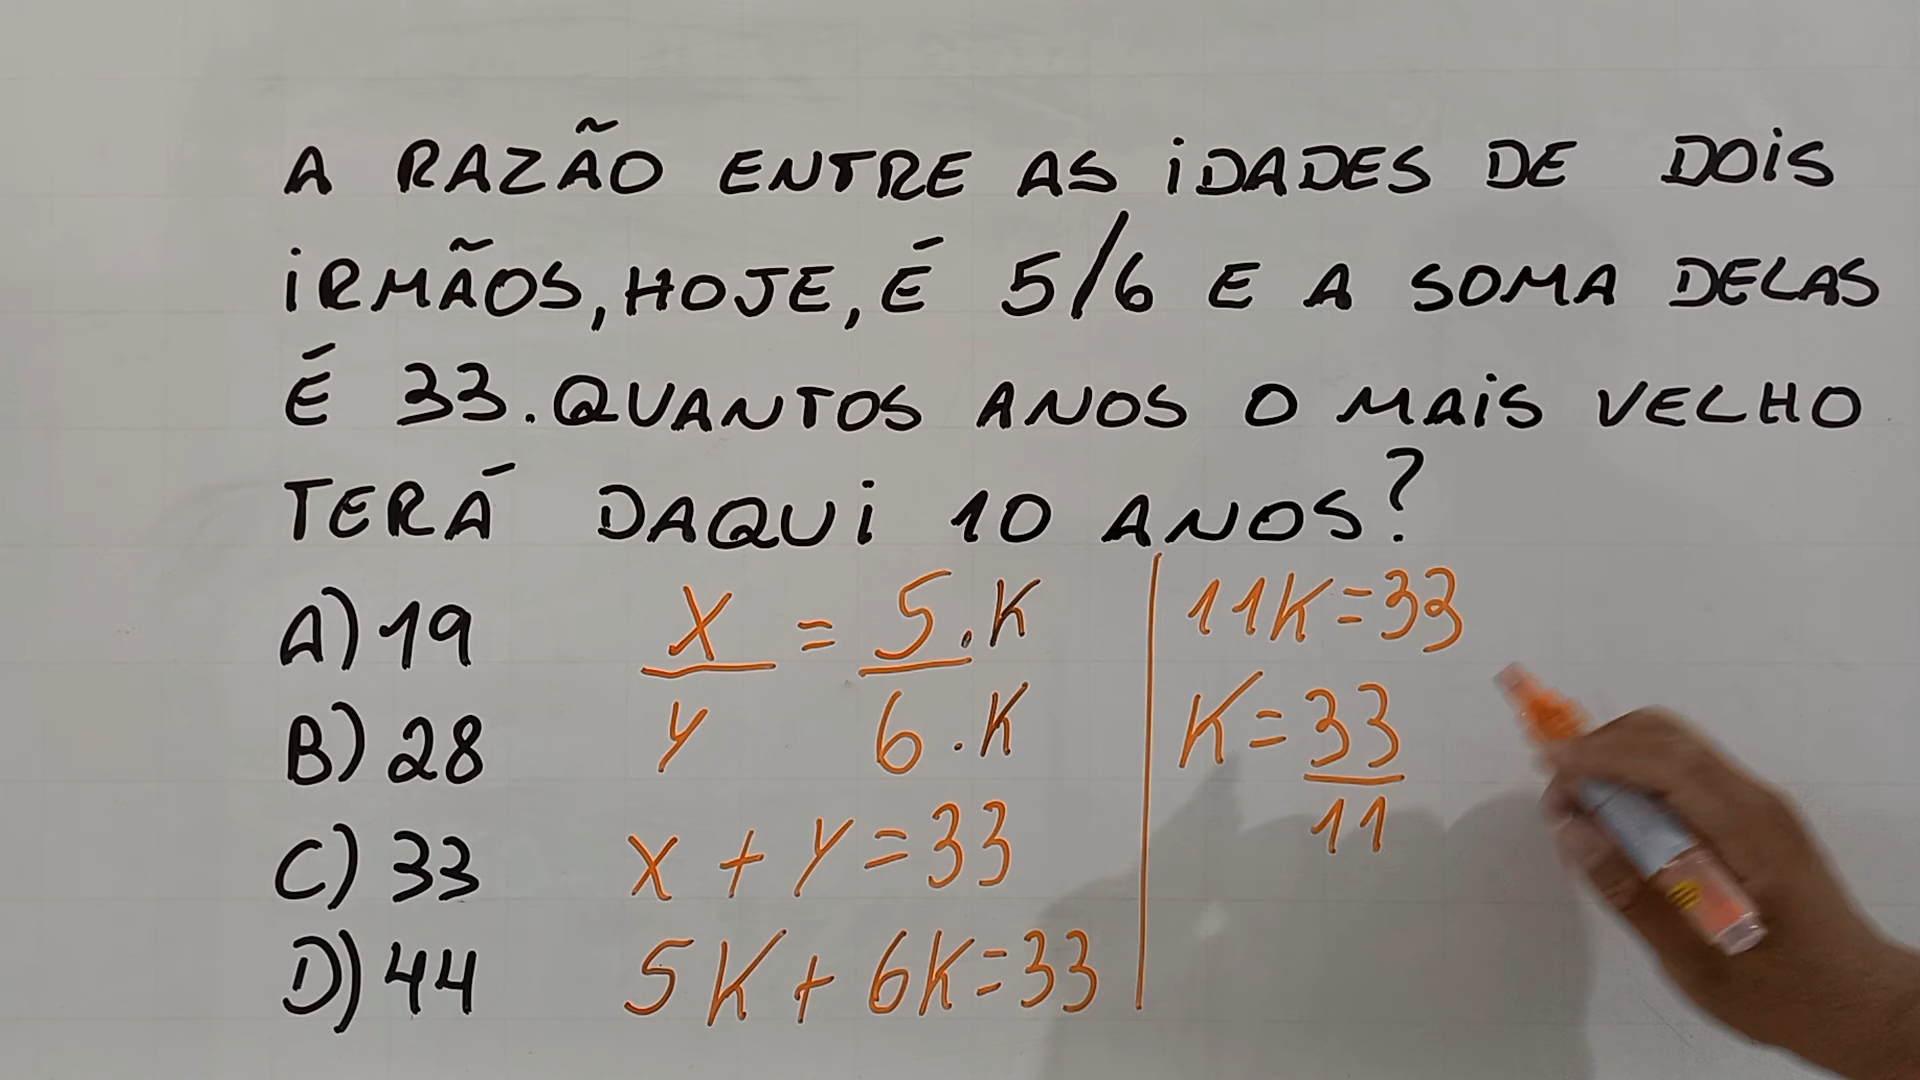 A RAZÃO ENTRE AS IDADES DE DOIS
IRMÃOS, HOJE, É 5/6 E A SOMA DELAS
É 33. QUANTOS ANOS O MAIS VELHO
TERÁ DAQUI 10 ANOS?
A) 19
B) 28
C) 33
D) 44
X/Y = 5.K/6.K
X + Y = 33
5K + 6K = 33
11K = 33
K = 33/11